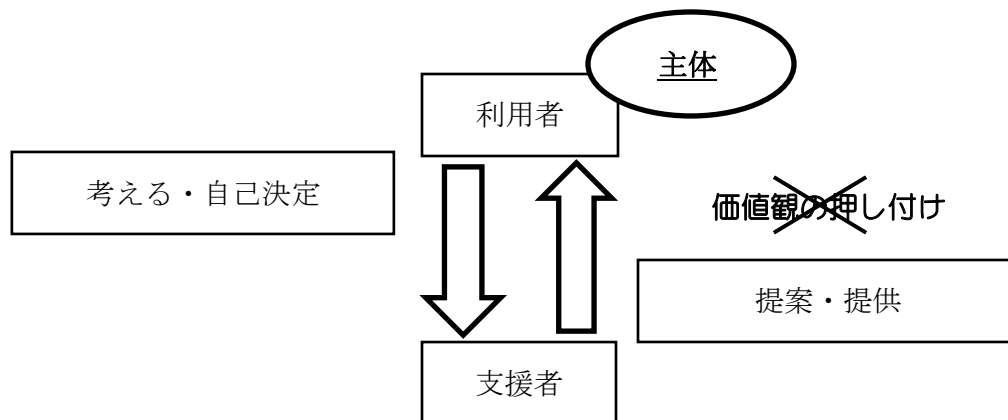 主体
利用者
考える・自己決定
価値観の押し付け
提案・提供
支援者